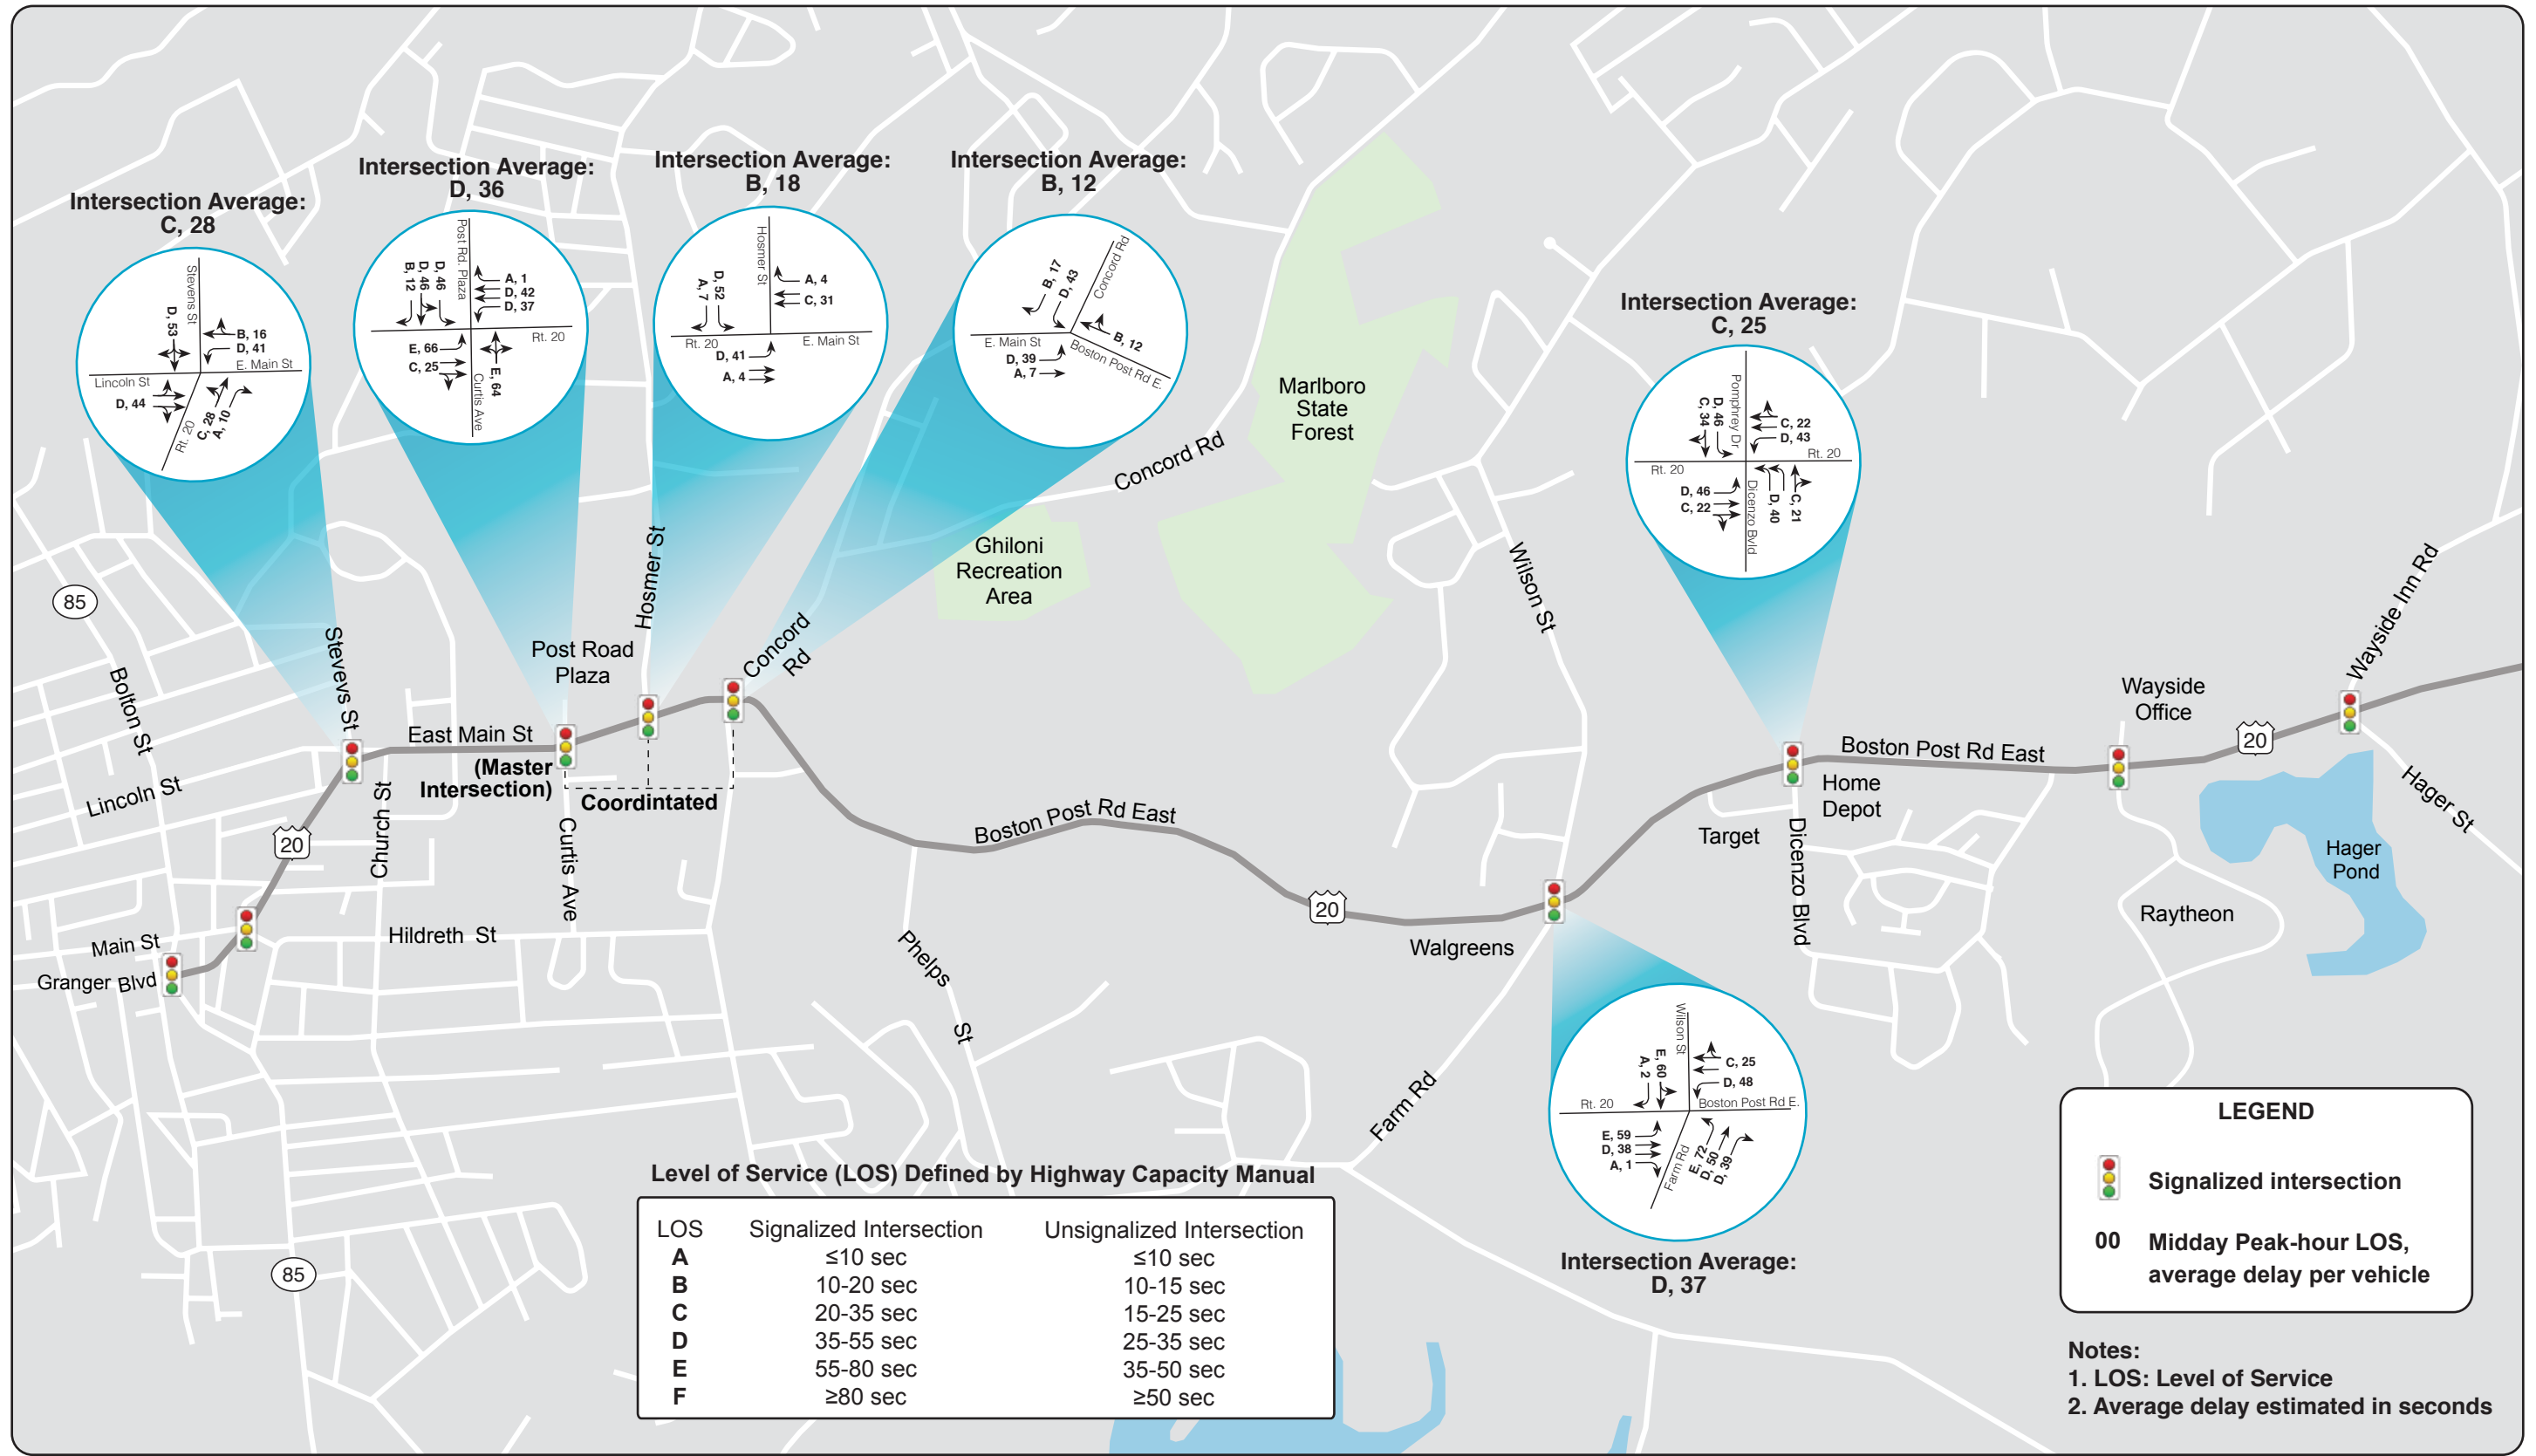 Intersection Average:
C, 28
Stevens St
D, 53
B, 16
D, 41
E. Main St
Lincoln St
D, 44
Rt. 20
C, 28
A, 10
Intersection Average:
D, 36
Post Rd. Plaza
B, 12
D, 46
D, 46
A, 1
D, 42
D, 37
Rt. 20
E, 66
C, 25
Curtis Ave
E, 64
Intersection Average:
B, 18
Hosmer St
A, 7
D, 52
A, 4
C, 31
Rt. 20
E. Main St
D, 41
A, 4
Intersection Average:
B, 12
Concord Rd
B, 17
D, 43
B, 12
E. Main St
Boston Post Rd E.
D, 39
A, 7
Intersection Average:
C, 25
Pomphrey Dr
C, 34
D, 46
C, 22
D, 43
Rt. 20
Rt. 20
D, 46
C, 22
Dicenzo Bvld
D, 40
C, 21
Marlboro
State
Forest
Concord Rd
Ghiloni
Recreation
Area
Hosmer St
Wilson St
Wayside Inn Rd
85
Bolton St
Stevevs St
Post Road
Plaza
Concord
Rd
Wayside
Office
20
East Main St
(Master
Intersection)
Coordintated
Boston Post Rd East
Home
Depot
Target
Dicenzo Blvd
Hager St
Hager
Pond
Raytheon
Lincoln St
20
Church St
Curtis Ave
Boston Post Rd East
20
Walgreens
Main St
Granger Blvd
Hildreth St
Phelps
St
Farm Rd
Wilson St
A, 2
E, 60
C, 25
D, 48
Rt. 20
Boston Post Rd E.
E, 59
D, 38
A, 1
Farm Rd
E, 72
D, 50
D, 39
Intersection Average:
D, 37
85
Level of Service (LOS) Defined by Highway Capacity Manual
LOS Signalized Intersection Unsignalized Intersection
A ≤10 sec ≤10 sec
B 10-20 sec 10-15 sec
C 20-35 sec 15-25 sec
D 35-55 sec 25-35 sec
E 55-80 sec 35-50 sec
F ≥80 sec ≥50 sec
LEGEND
Signalized intersection
00 Midday Peak-hour LOS,
average delay per vehicle
Notes:
1. LOS: Level of Service
2. Average delay estimated in seconds